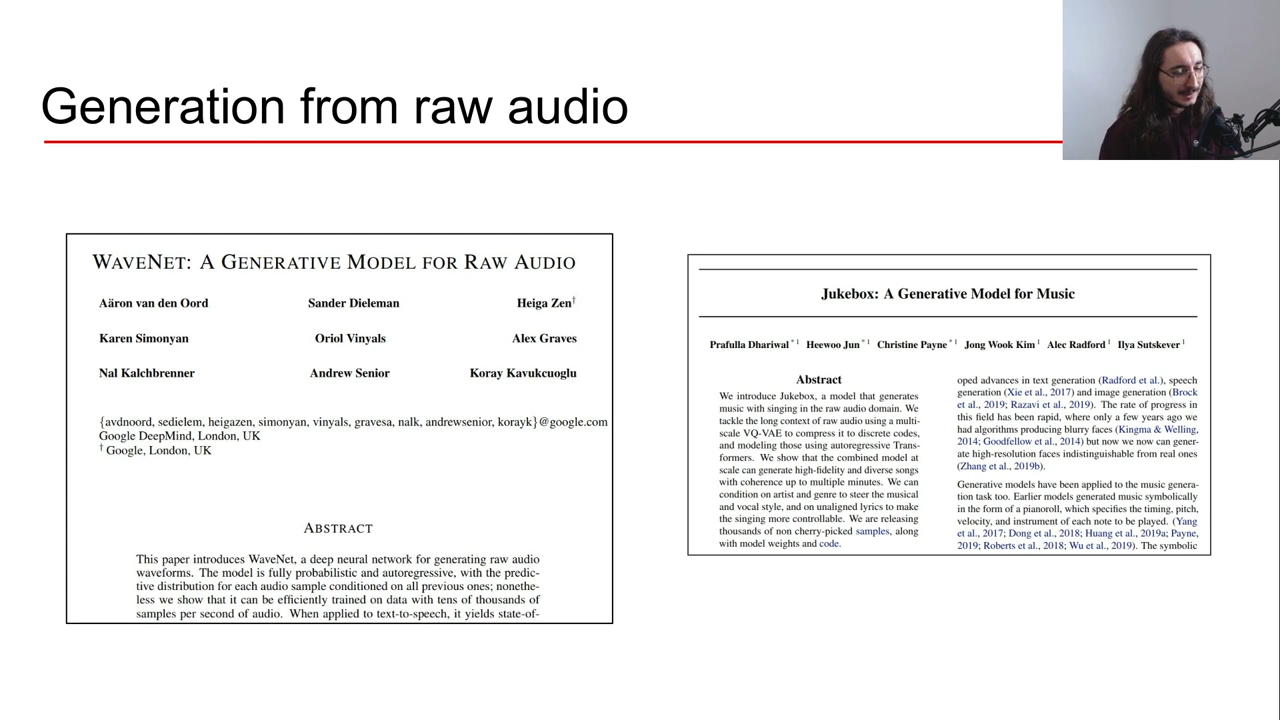 Generation from raw audio
WAVENET: A GENERATIVE MODEL FOR RAW AUDIO
Aäron van den Oord Sander Dieleman Heiga Zen†
Karen Simonyan Oriol Vinyals Alex Graves
Nal Kalchbrenner Andrew Senior Koray Kavukcuoglu
{avdnoord, sedielem, heigazen, simonyan, vinyals, gravesa, nalk, andrewsenior, korayk}@google.com
Google DeepMind, London, UK
† Google, London, UK
ABSTRACT
This paper introduces WaveNet, a deep neural network for generating raw audio
waveforms. The model is fully probabilistic and autoregressive, with the predic-
tive distribution for each audio sample conditioned on all previous ones; nonethe-
less we show that it can be efficiently trained on data with tens of thousands of
samples per second of audio. When applied to text-to-speech, it yields state-of-
Jukebox: A Generative Model for Music
Prafulla Dhariwal * 1 Heewoo Jun * 1 Christine Payne * 1 Jong Wook Kim 1 Alec Radford 1 Ilya Sutskever 1
Abstract
We introduce Jukebox, a model that generates
music with singing in the raw audio domain. We
tackle the long context of raw audio using a multi-
scale VQ-VAE to compress it to discrete codes,
and modeling those using autoregressive Trans-
formers. We show that the combined model at
scale can generate high-fidelity and diverse songs
with coherence up to multiple minutes. We can
condition on artist and genre to steer the musical
and vocal style, and on unaligned lyrics to make
the singing more controllable. We are releasing
thousands of non cherry-picked samples, along
with model weights and code.
oped advances in text generation (Radford et al.), speech
generation (Xie et al., 2017) and image generation (Brock
et al., 2019; Razavi et al., 2019). The rate of progress in
this field has been rapid, where only a few years ago we
had algorithms producing blurry faces (Kingma & Welling,
2014; Goodfellow et al., 2014) but now we now can gener-
ate high-resolution faces indistinguishable from real ones
(Zhang et al., 2019b).
Generative models have been applied to the music genera-
tion task too. Earlier models generated music symbolically
in the form of a pianoroll, which specifies the timing, pitch,
velocity, and instrument of each note to be played. (Yang
et al., 2017; Dong et al., 2018; Huang et al., 2019a; Payne,
2019; Roberts et al., 2018; Wu et al., 2019). The symbolic